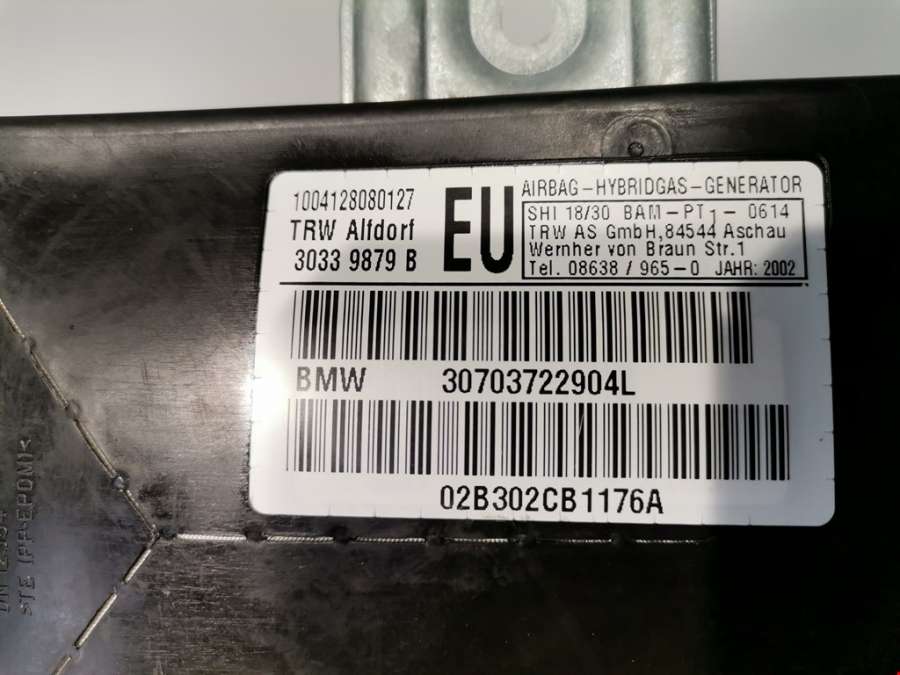 1004128080127
TRW Alfdorf
3033 9879 B
EU
AIRBAG-HYBRIDGAS-GENERATOR
SHI 18/30 BAM-PT1-0614
TRW AS GmbH,84544 Aschau
Wernher von Braun Str.1
Tel. 08638 / 965-0 JAHR: 2002
BMW 30703722904L
02B302CB1176A